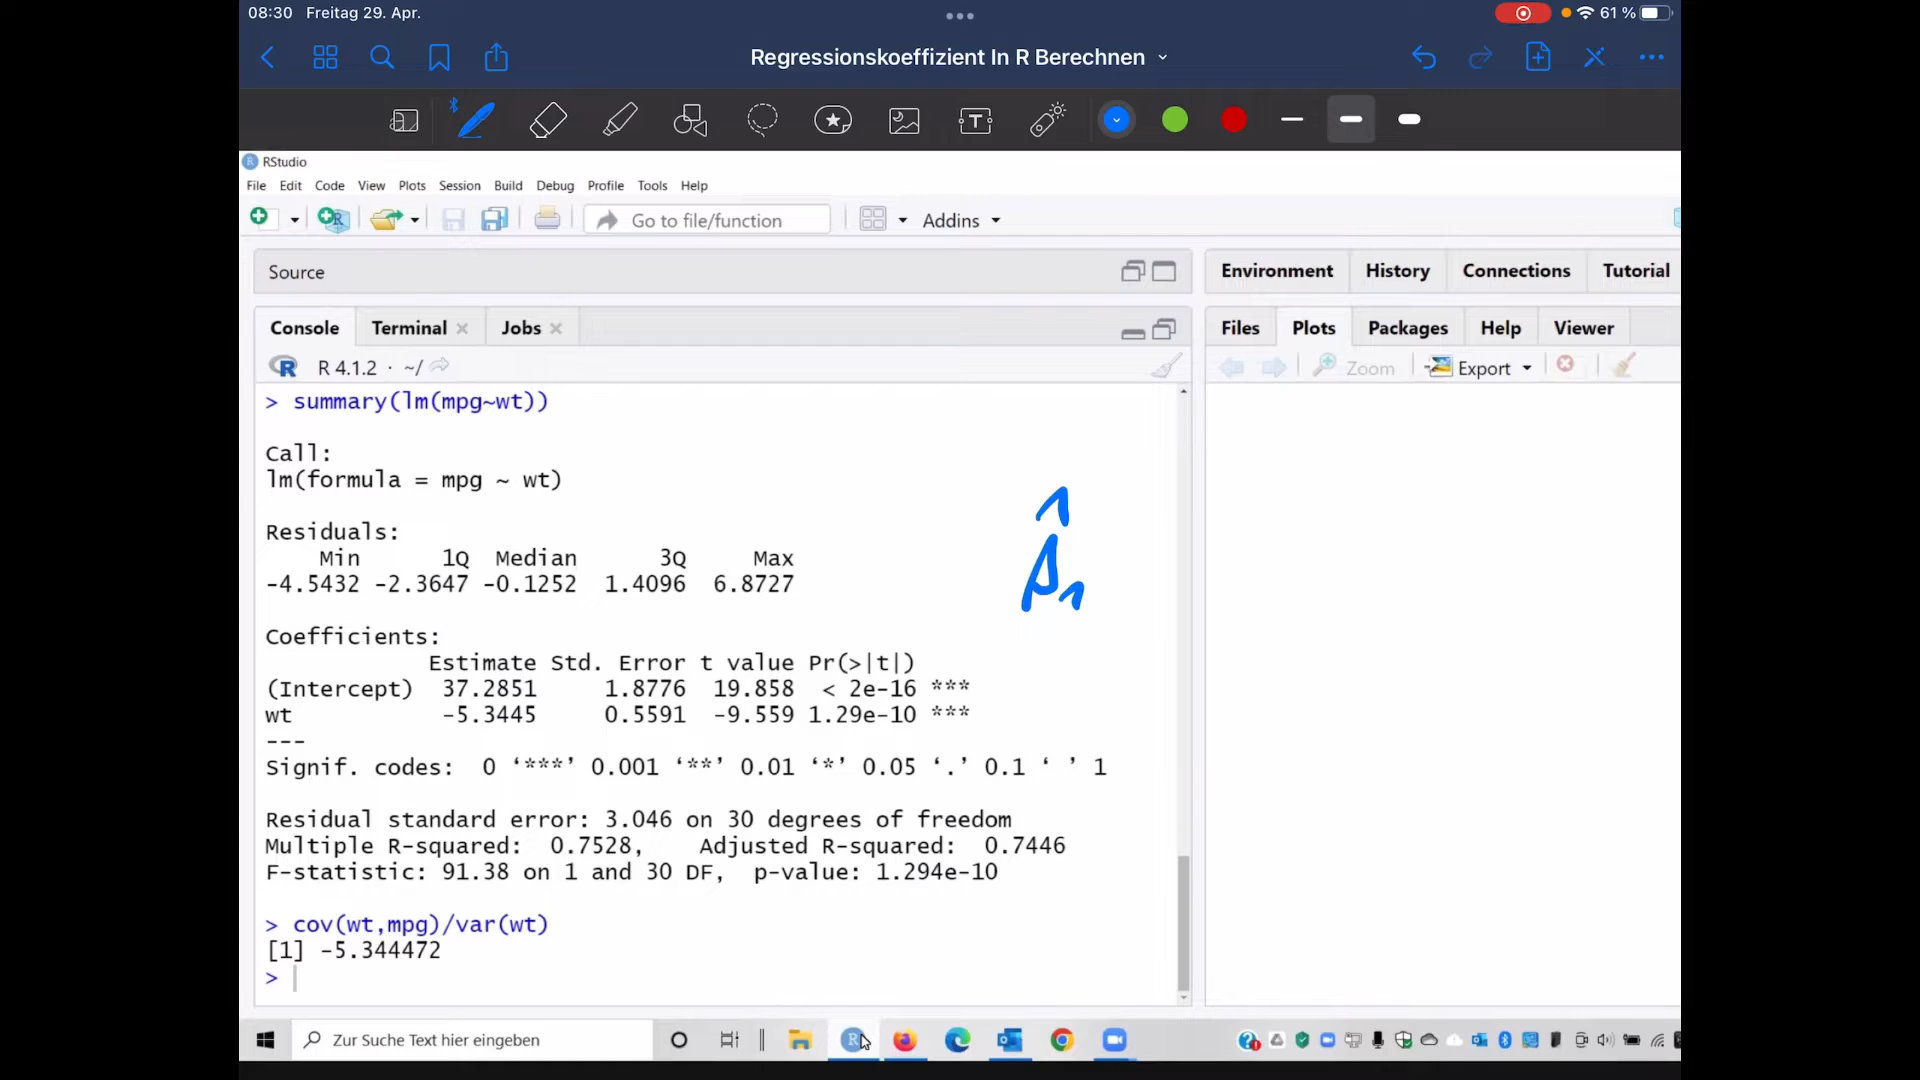 08:30 Freitag 29. Apr.
61 %
Regressionskoeffizient In R Berechnen
RStudio
File Edit Code View Plots Session Build Debug Profile Tools Help
Go to file/function
Addins
Source
Environment History Connections Tutorial
Console Terminal Jobs
Files Plots Packages Help Viewer
R 4.1.2 · ~/
Zoom Export
> summary(lm(mpg~wt))
Call:
lm(formula = mpg ~ wt)
Residuals:
Min 1Q Median 3Q Max
-4.5432 -2.3647 -0.1252 1.4096 6.8727
β̂1
Coefficients:
Estimate Std. Error t value Pr(>|t|)
(Intercept) 37.2851 1.8776 19.858 < 2e-16 ***
wt -5.3445 0.5591 -9.559 1.29e-10 ***
---
Signif. codes: 0 ‘***’ 0.001 ‘**’ 0.01 ‘*’ 0.05 ‘.’ 0.1 ‘ ’ 1
Residual standard error: 3.046 on 30 degrees of freedom
Multiple R-squared: 0.7528, Adjusted R-squared: 0.7446
F-statistic: 91.38 on 1 and 30 DF, p-value: 1.294e-10
> cov(wt,mpg)/var(wt)
[1] -5.344472
>
Zur Suche Text hier eingeben